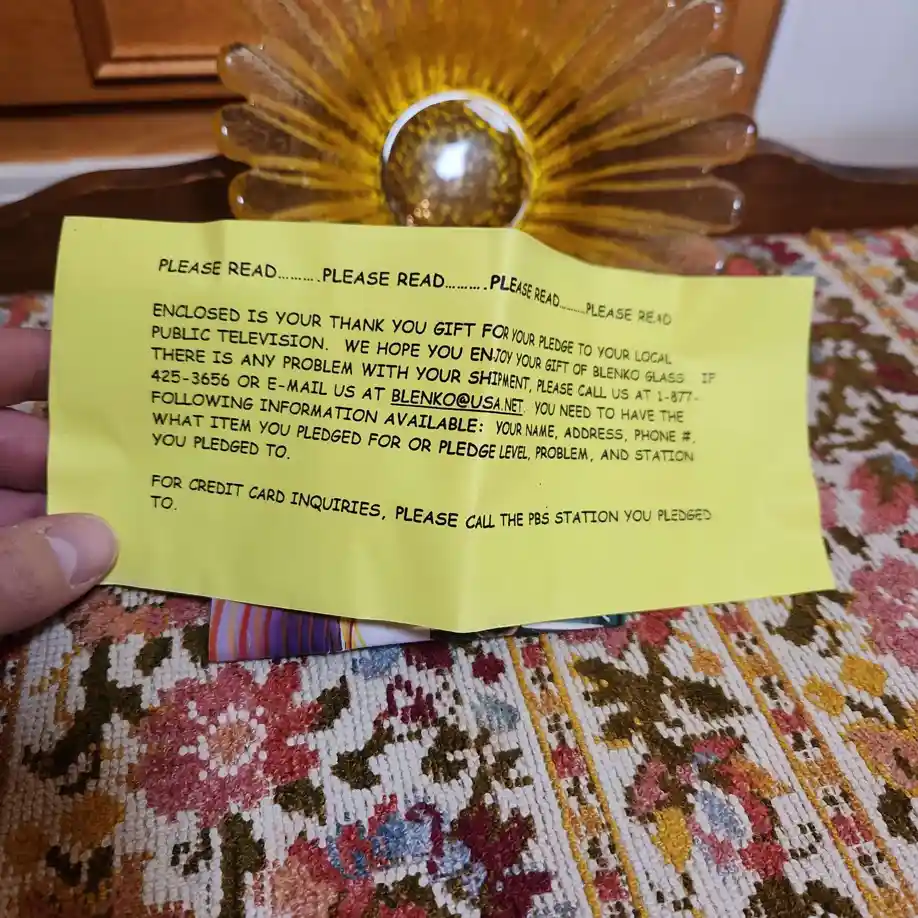 PLEASE READ..........PLEASE READ..........PLEASE READ..........PLEASE READ
ENCLOSED IS YOUR THANK YOU GIFT FOR YOUR PLEDGE TO YOUR LOCAL
PUBLIC TELEVISION. WE HOPE YOU ENJOY YOUR GIFT OF BLENKO GLASS IF
THERE IS ANY PROBLEM WITH YOUR SHIPMENT, PLEASE CALL US AT 1-877-
425-3656 OR E-MAIL US AT BLENKO@USA.NET. YOU NEED TO HAVE THE
FOLLOWING INFORMATION AVAILABLE: YOUR NAME, ADDRESS, PHONE #,
WHAT ITEM YOU PLEDGED FOR OR PLEDGE LEVEL, PROBLEM, AND STATION
YOU PLEDGED TO.
FOR CREDIT CARD INQUIRIES, PLEASE CALL THE PBS STATION YOU PLEDGED
TO.